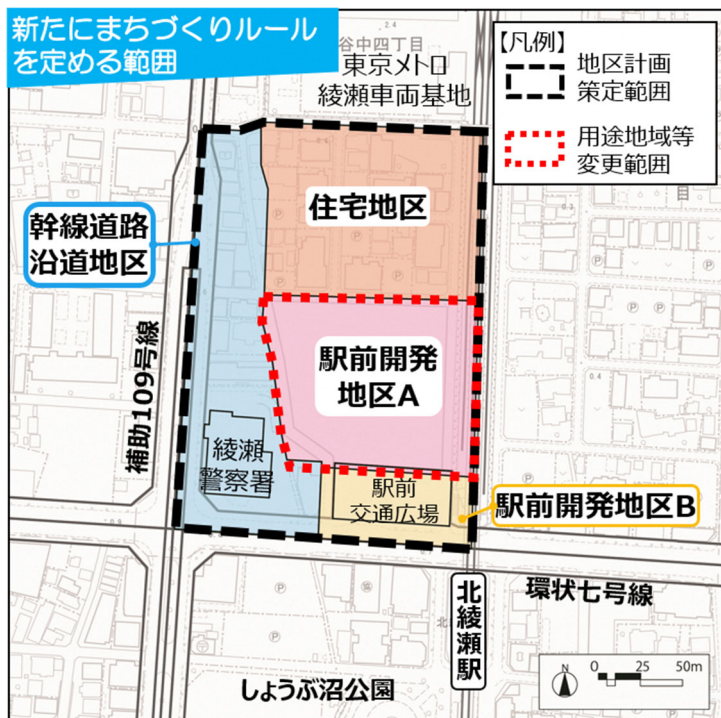 新たにまちづくりルール
を定める範囲
2.4
谷中四丁目
東京メトロ
綾瀬車両基地
【凡例】
地区計画
策定範囲
用途地域等
変更範囲
目
住宅地区
幹線道路
沿道地区
駅前開発
地区A
0.4
補助109号線
綾瀬
警察署
駅前
交通広場
駅前開発地区B
環状七号線
北綾瀬駅
しょうぶ沼公園
N
0 25 50m